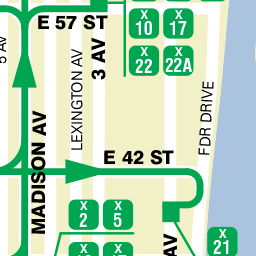 E 57 ST
X 10
X 17
X 22
X 22A
5 AV
LEXINGTON AV
3 AV
FDR DRIVE
MADISON AV
E 42 ST
X 2
X 5
AV
X 21
X
X